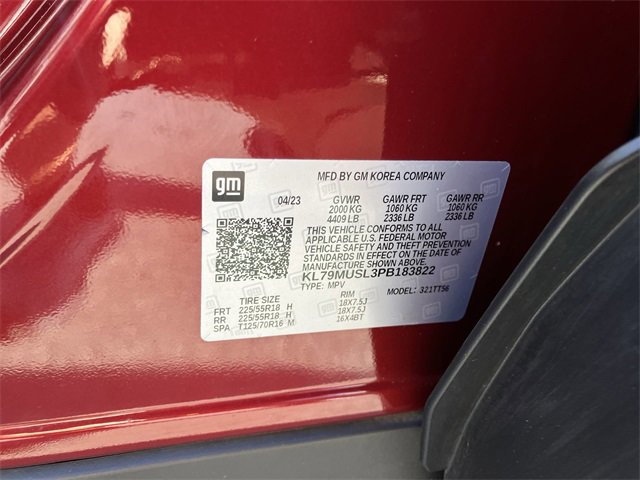 MFD BY GM KOREA COMPANY
gm
04/23 GVWR GAWR FRT GAWR RR
2000 KG 1060 KG 1060 KG
4409 LB 2336 LB 2336 LB
THIS VEHICLE CONFORMS TO ALL
APPLICABLE U.S. FEDERAL MOTOR
VEHICLE SAFETY AND THEFT PREVENTION
STANDARDS IN EFFECT ON THE DATE OF
MANUFACTURE SHOWN ABOVE.
KL79MUSL3PB183822
TYPE: MPV MODEL: 321TT56
TIRE SIZE RIM
FRT 225/55R18 H 18X7.5J
RR 225/55R18 H 18X7.5J
SPA T125/70R16 M 16X4BT